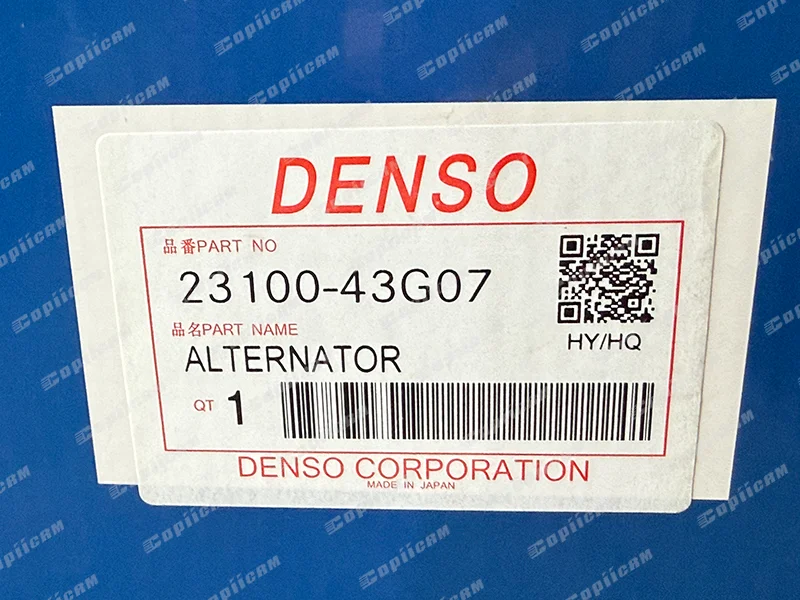 DENSO
品番PART NO
23100-43G07
HY/HQ
品名PART NAME
ALTERNATOR
QT 1
DENSO CORPORATION
MADE IN JAPAN
Copiicam